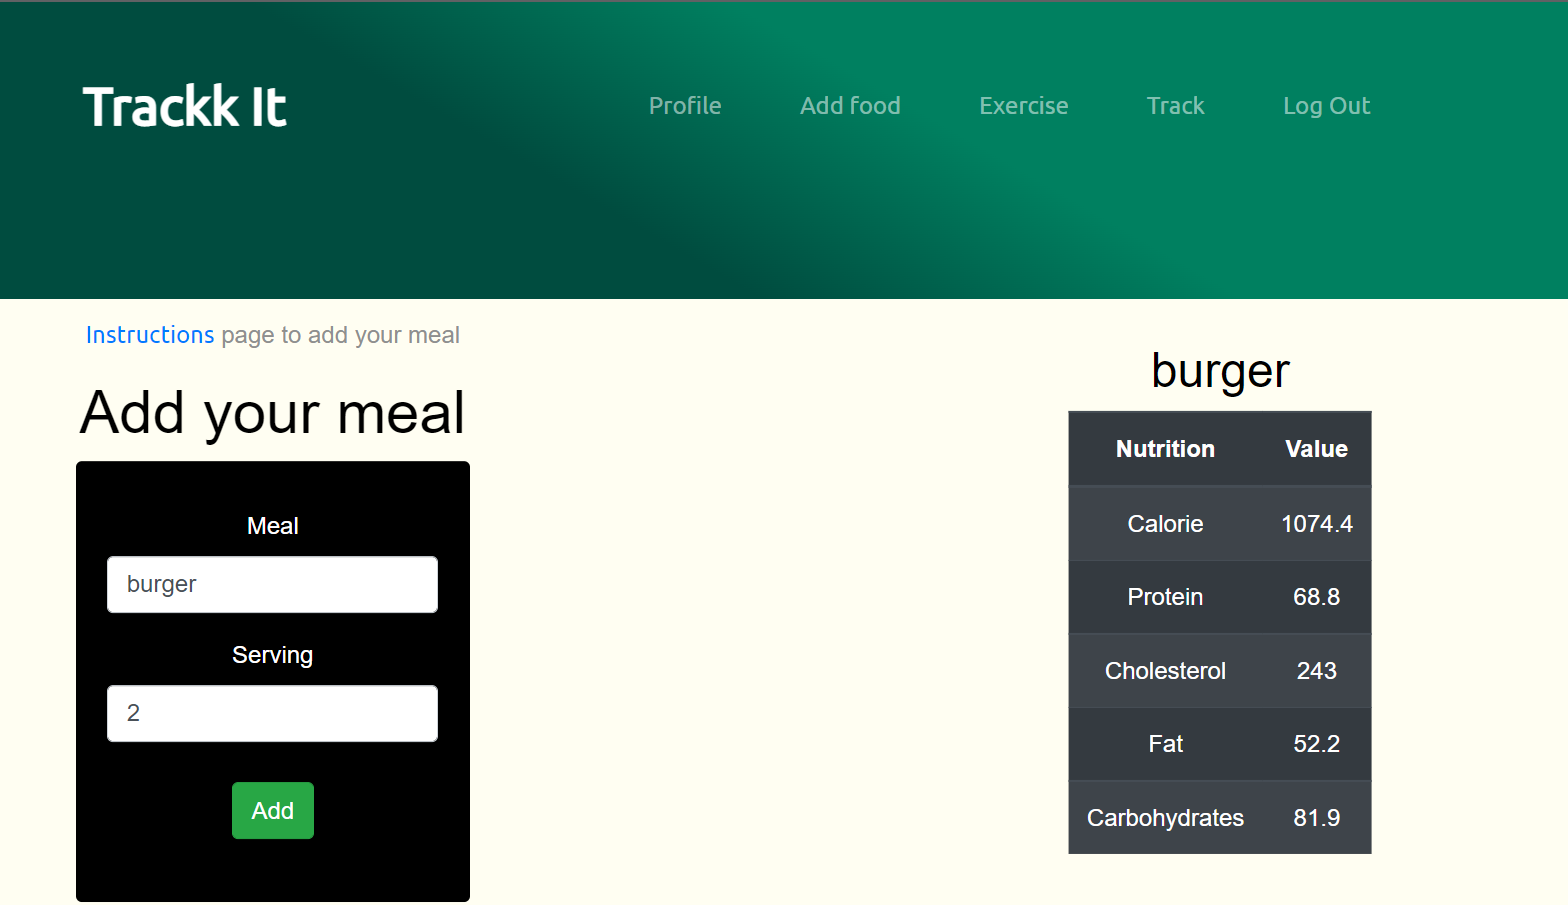 Trackk It
Profile Add food Exercise Track Log Out
Instructions page to add your meal
Add your meal
Meal
burger
Serving
2
Add
burger
Nutrition Value
Calorie 1074.4
Protein 68.8
Cholesterol 243
Fat 52.2
Carbohydrates 81.9